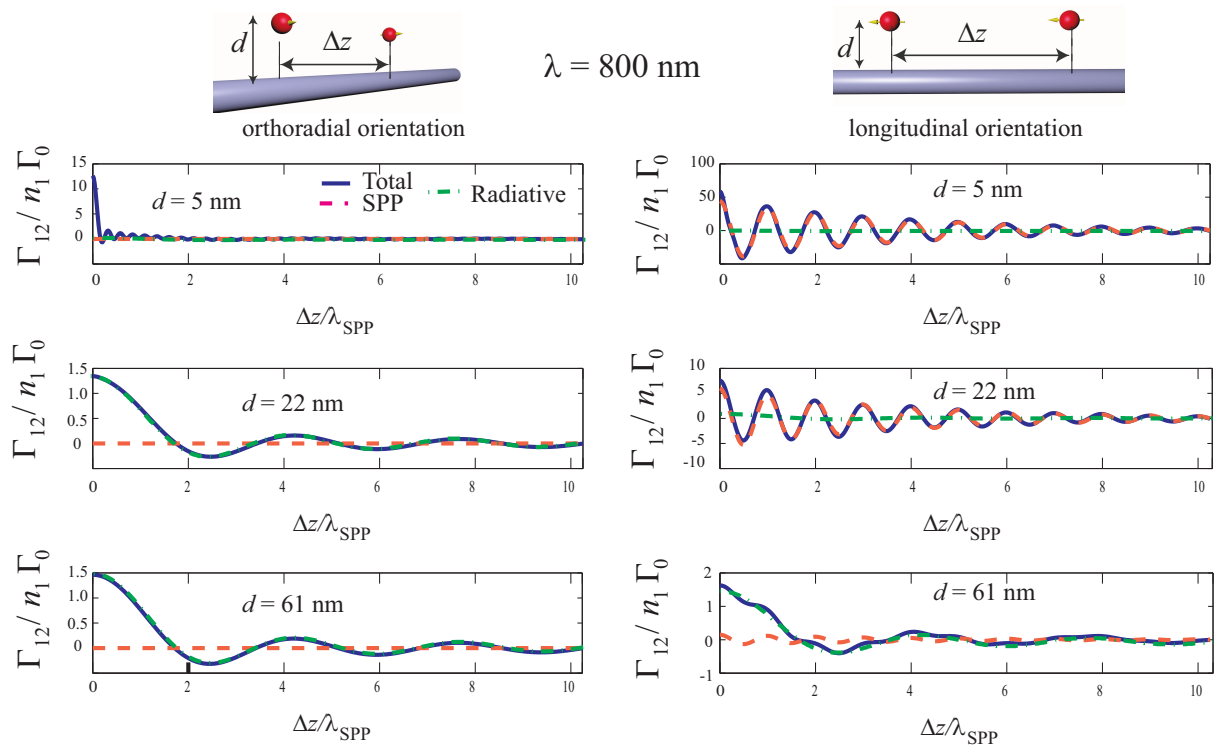 d
Δz
λ = 800 nm
d
Δz
orthoradial orientation
longitudinal orientation
Γ12/ n1 Γ0
15
10
5
0
d = 5 nm
Total
SPP
Radiative
0
2
4
6
8
10
Δz/λSPP
Γ12/ n1 Γ0
100
50
0
d = 5 nm
0
2
4
6
8
10
Δz/λSPP
Γ12/ n1 Γ0
1.5
1.0
0.5
0
d = 22 nm
0
2
4
6
8
10
Δz/λSPP
Γ12/ n1 Γ0
10
5
0
-5
-10
d = 22 nm
0
2
4
6
8
10
Δz/λSPP
Γ12/ n1 Γ0
1.5
1.0
0.5
0
d = 61 nm
0
2
4
6
8
10
Δz/λSPP
Γ12/ n1 Γ0
2
1
0
-1
d = 61 nm
0
2
4
6
8
10
Δz/λSPP